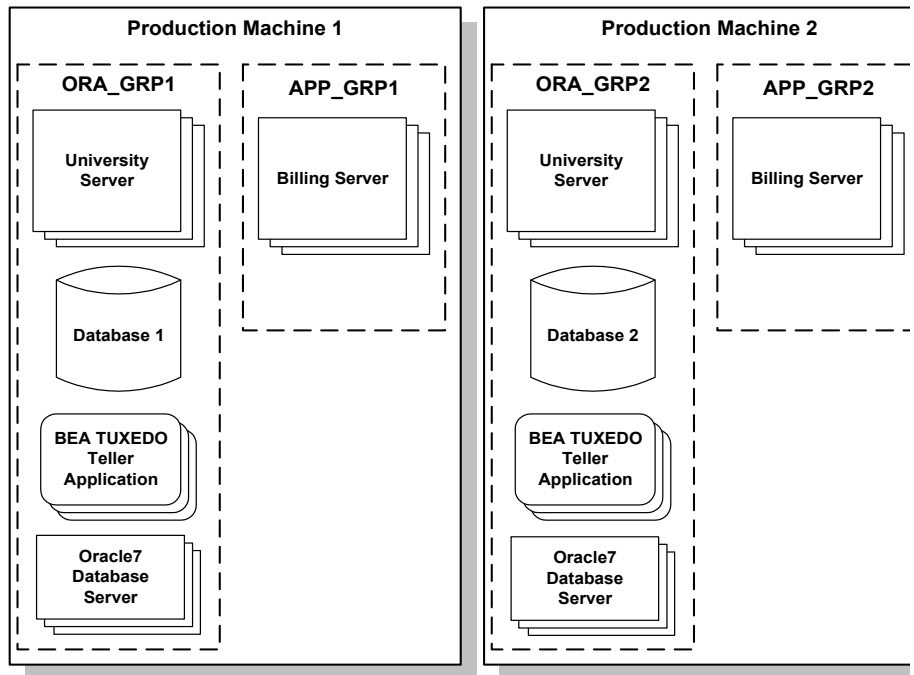 Production Machine 1
ORA_GRP1
University
Server
Database 1
BEA TUXEDO
Teller
Application
Oracle7
Database
Server
APP_GRP1
Billing Server
Production Machine 2
ORA_GRP2
University
Server
Database 2
BEA TUXEDO
Teller
Application
Oracle7
Database
Server
APP_GRP2
Billing Server